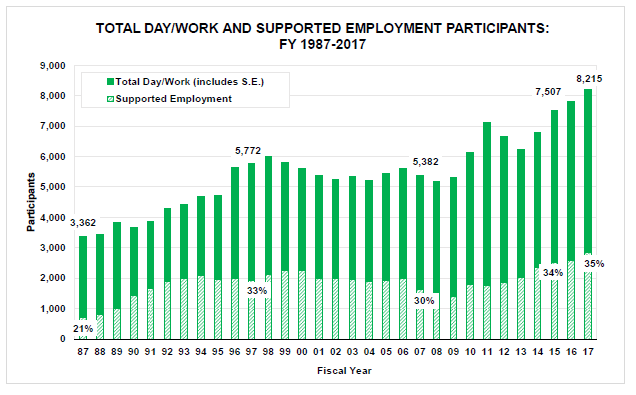 TOTAL DAY/WORK AND SUPPORTED EMPLOYMENT PARTICIPANTS:
FY 1987-2017
9,000
8,000
7,000
6,000
5,000
4,000
3,000
2,000
1,000
0
Participants
Total Day/Work (includes S.E.)
Supported Employment
3,362
5,772
5,382
7,507
8,215
21%
33%
30%
34%
35%
87 88 89 90 91 92 93 94 95 96 97 98 99 00 01 02 03 04 05 06 07 08 09 10 11 12 13 14 15 16 17
Fiscal Year